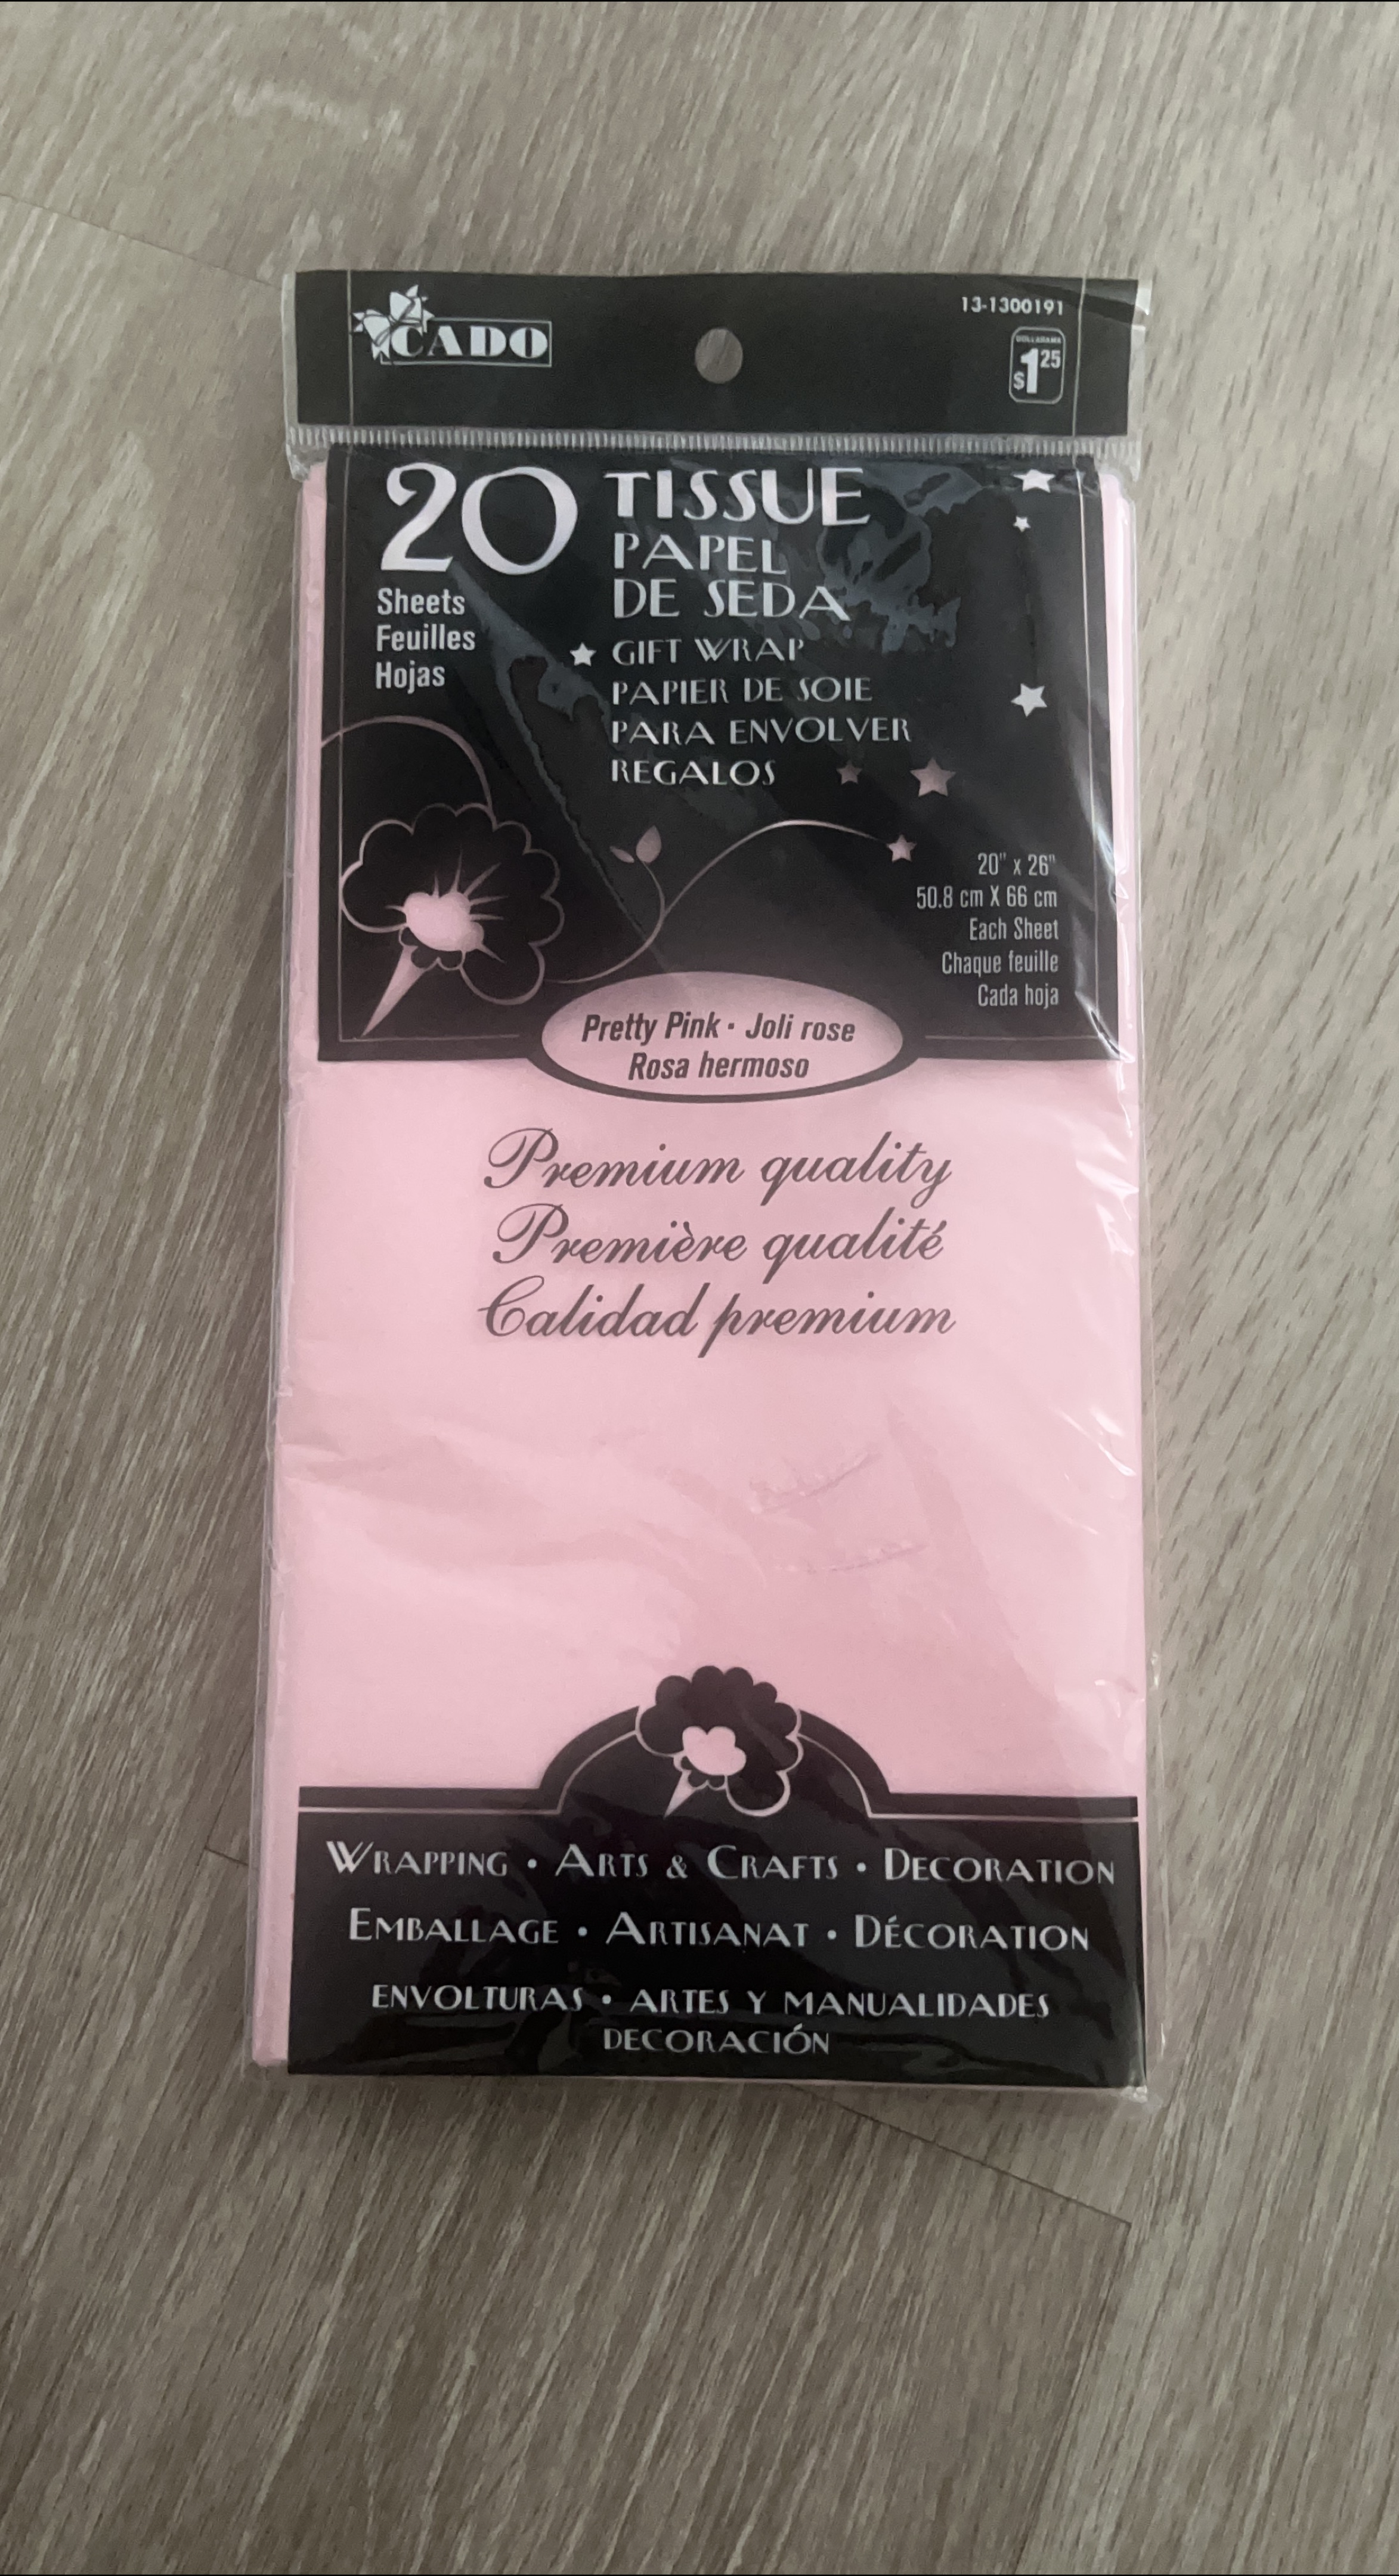 CADO
13-1300191
DOLLARAMA
$1 25
20
Sheets
Feuilles
Hojas
TISSUE
PAPEL
DE SEDA
GIFT WRAP
PAPIER DE SOIE
PARA ENVOLVER
REGALOS
20" x 26"
50.8 cm X 66 cm
Each Sheet
Chaque feuille
Cada hoja
Pretty Pink · Joli rose
Rosa hermoso
Premium quality
Première qualité
Calidad premium
WRAPPING • ARTS & CRAFTS • DECORATION
EMBALLAGE • ARTISANAT • DÉCORATION
ENVOLTURAS • ARTES Y MANUALIDADES
DECORACIÓN